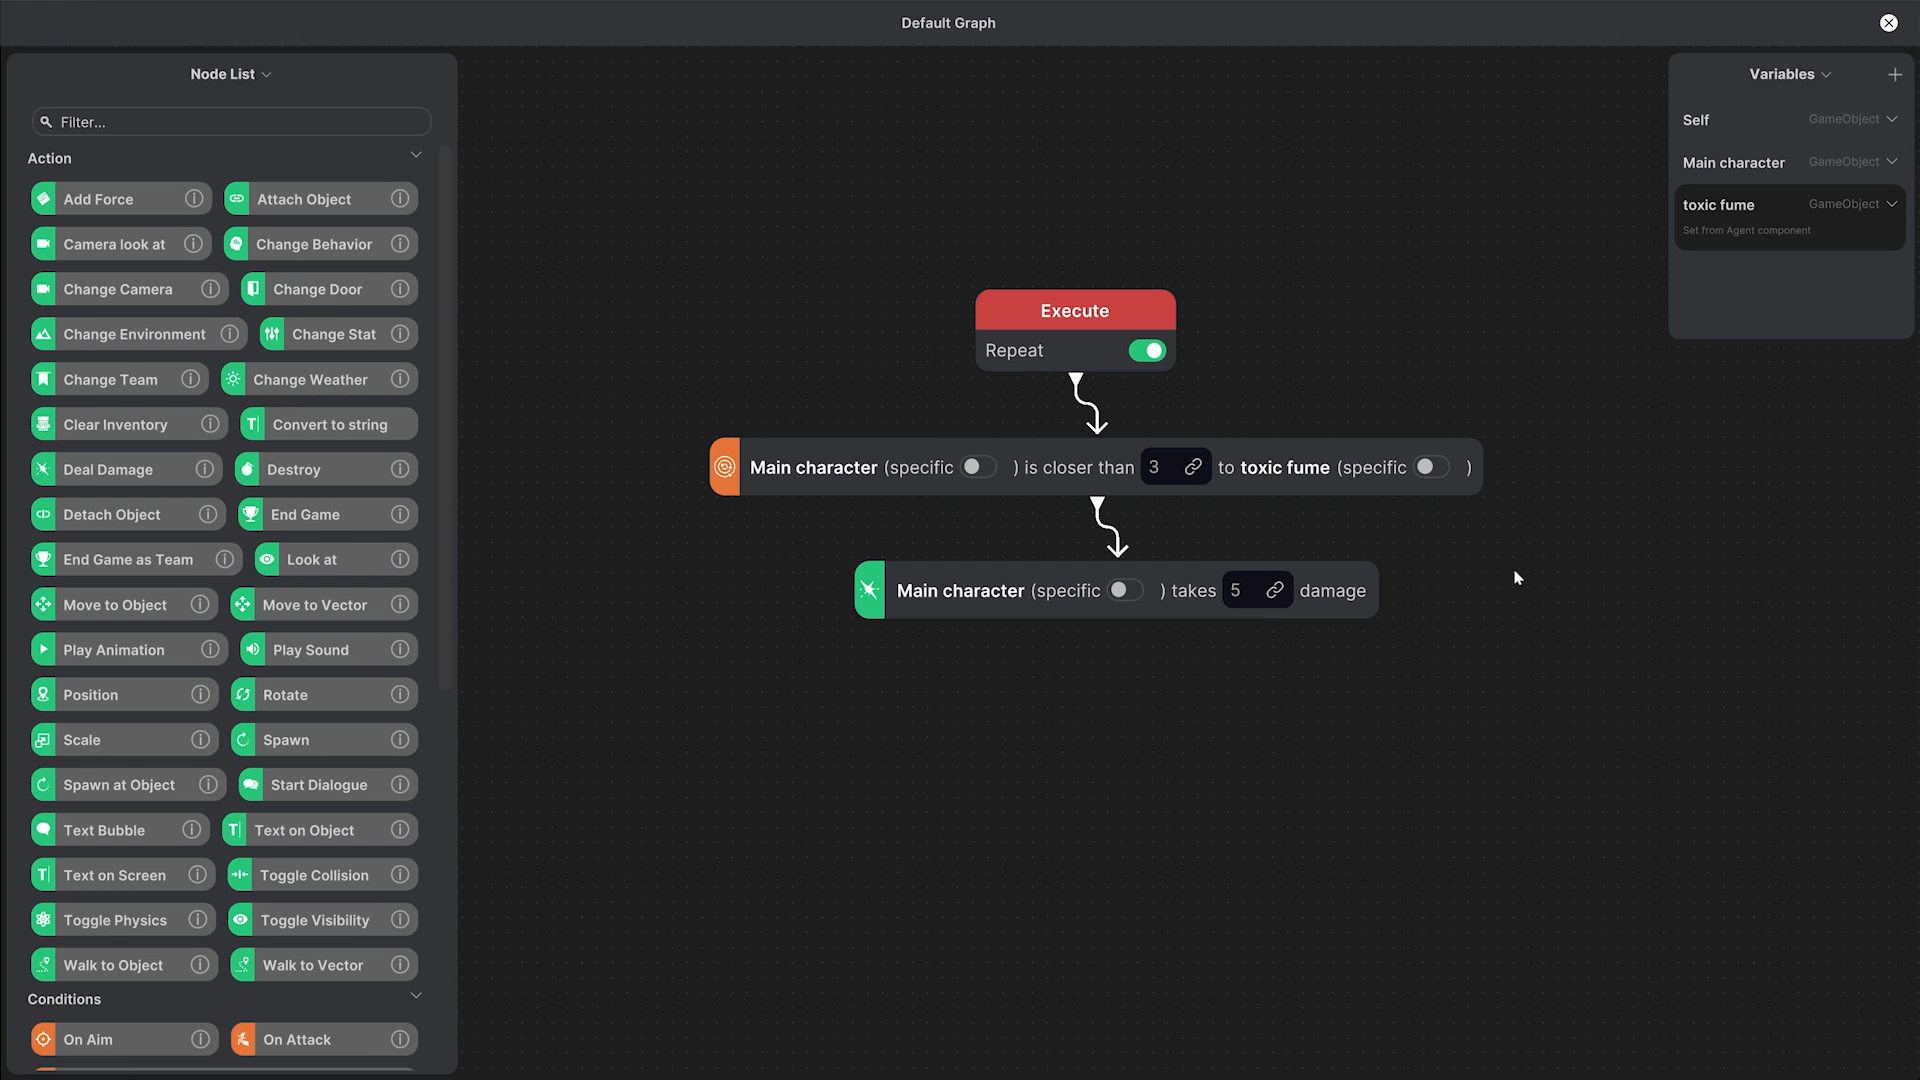 Default Graph
Node List
Filter...
Action
Add Force
Attach Object
Camera look at
Change Behavior
Change Camera
Change Door
Change Environment
Change Stat
Change Team
Change Weather
Clear Inventory
Convert to string
Deal Damage
Destroy
Detach Object
End Game
End Game as Team
Look at
Move to Object
Move to Vector
Play Animation
Play Sound
Position
Rotate
Scale
Spawn
Spawn at Object
Start Dialogue
Text Bubble
Text on Object
Text on Screen
Toggle Collision
Toggle Physics
Toggle Visibility
Walk to Object
Walk to Vector
Conditions
On Aim
On Attack
Execute
Repeat
Main character (specific ) is closer than 3 to toxic fume (specific )
Main character (specific ) takes 5 damage
Variables
Self GameObject
Main character GameObject
toxic fume GameObject
Set from Agent component